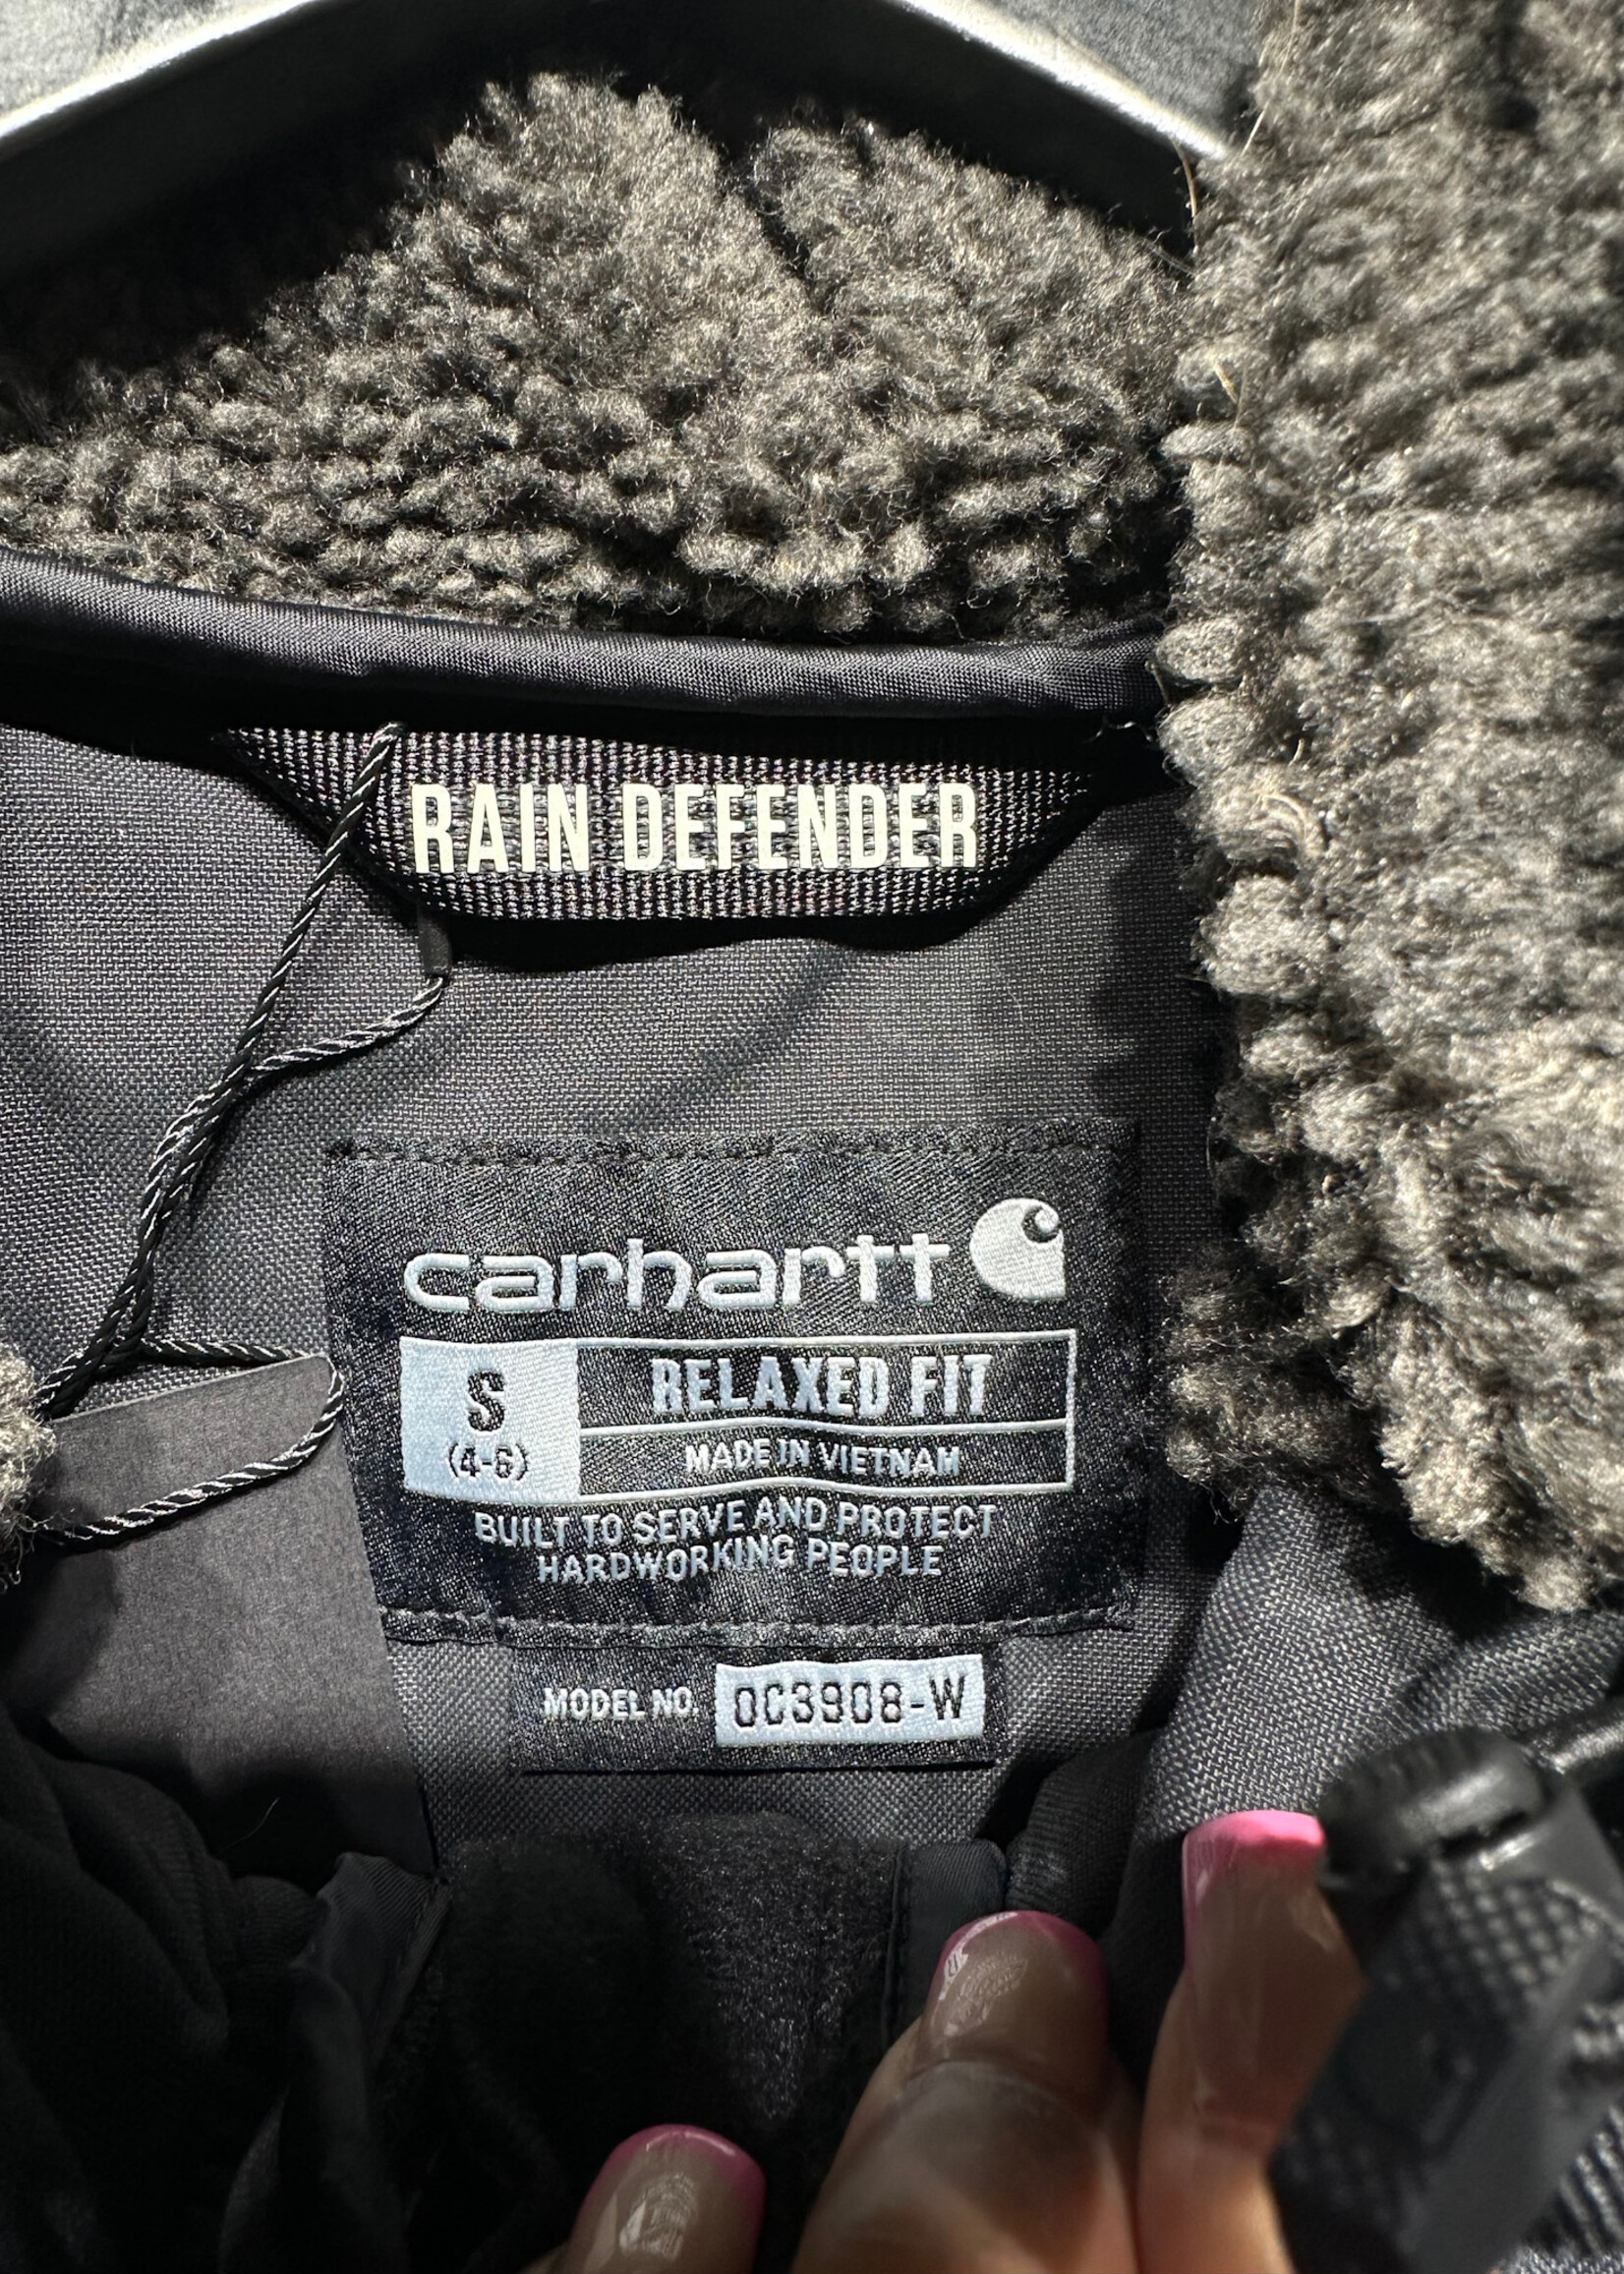 RAIN DEFENDER
carhartt
S
(4-6)
RELAXED FIT
MADE IN VIETNAM
BUILT TO SERVE AND PROTECT
HARDWORKING PEOPLE
MODEL NO. OC3908-W